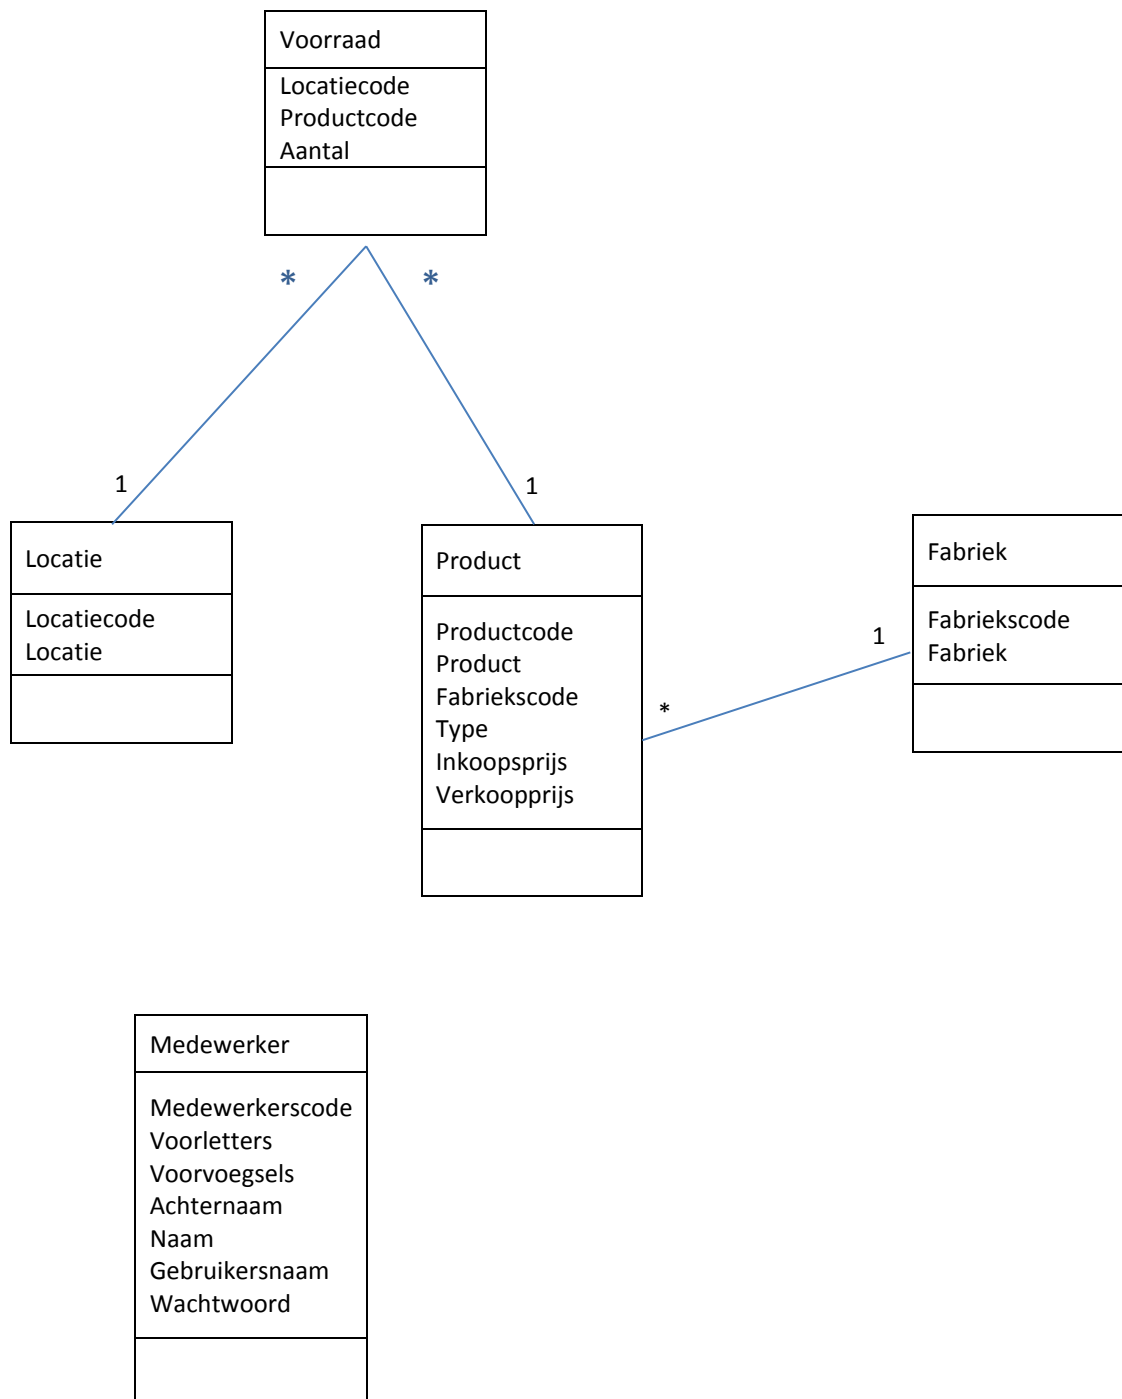 Voorraad
Locatiecode
Productcode
Aantal
*
*
1
1
Locatie
Locatiecode
Locatie
Product
Productcode
Product
Fabriekscode
Type
Inkoopsprijs
Verkoopprijs
*
1
Fabriek
Fabriekscode
Fabriek
Medewerker
Medewerkerscode
Voorletters
Voorvoegsels
Achternaam
Naam
Gebruikersnaam
Wachtwoord